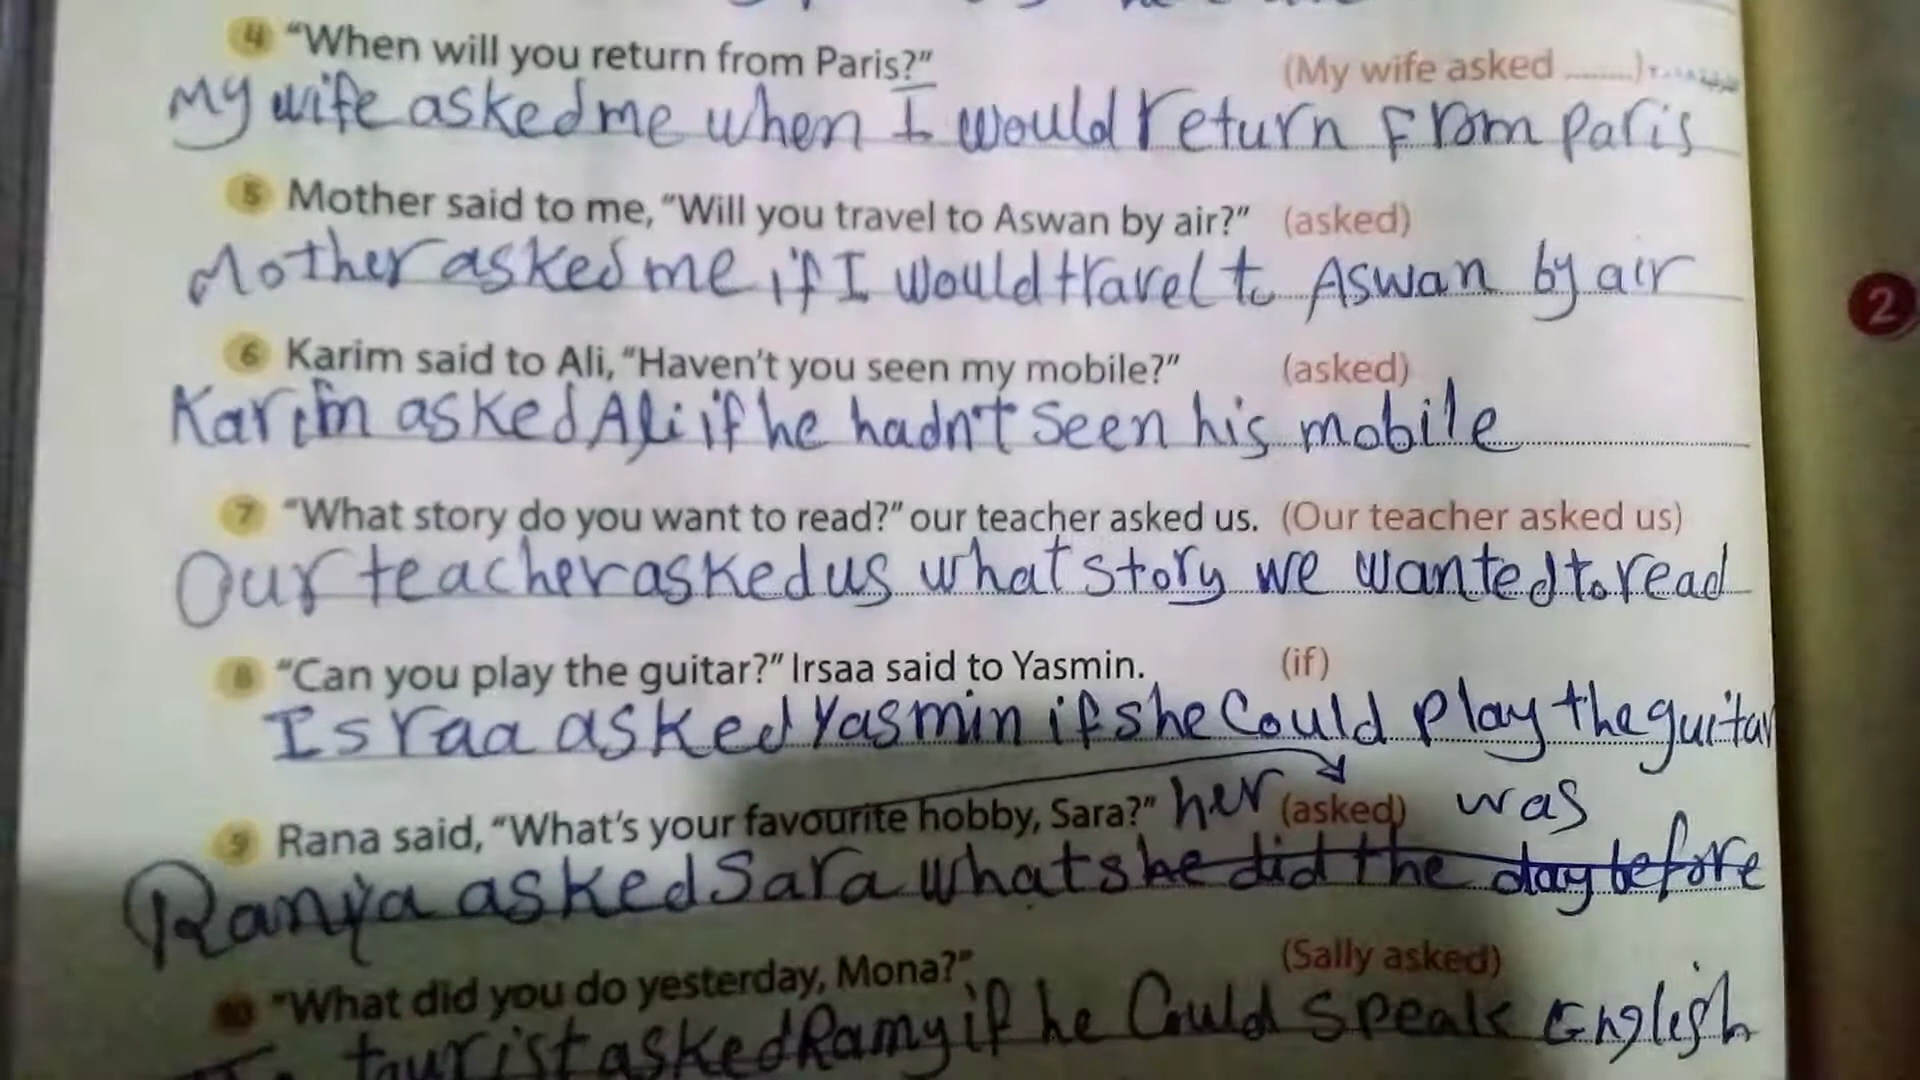 4 "When will you return from Paris?" (My wife asked ........)
My wife asked me when I would return From paris
5 Mother said to me, "Will you travel to Aswan by air?" (asked)
Mother asked me if I would travel to Aswan by air
6 Karim said to Ali, "Haven't you seen my mobile?" (asked)
Karim asked Ali if he hadn't seen his mobile
2
7 "What story do you want to read?" our teacher asked us. (Our teacher asked us)
Our teacher asked us what story we wanted to read
8 "Can you play the guitar?" Irsaa said to Yasmin. (if)
Israa asked Yasmin if she Could play the guitar
9 Rana said, "What's your favourite hobby, Sara?" her (asked) was
Ranya asked Sara what she did the day before
10 "What did you do yesterday, Mona?" (Sally asked)
tourist asked Ramy if he Could speak English